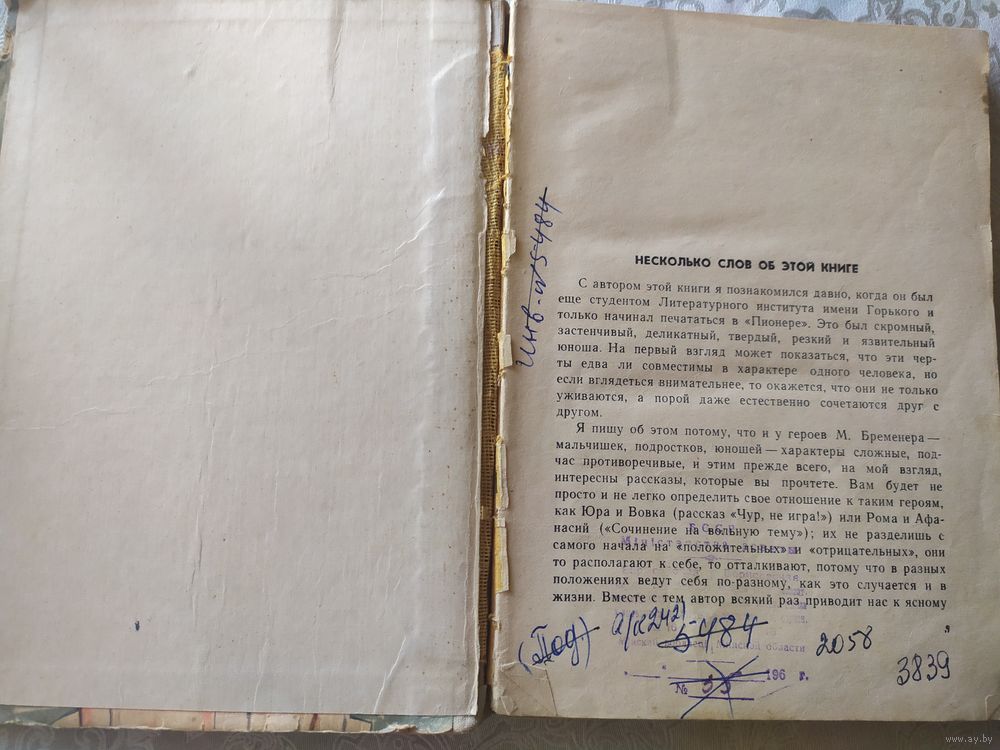 НЕСКОЛЬКО СЛОВ ОБ ЭТОЙ КНИГЕ
С автором этой книги я познакомился давно, когда он был
еще студентом Литературного института имени Горького и
только начинал печататься в «Пионере». Это был скромный,
застенчивый, деликатный, твердый, резкий и язвительный
юноша. На первый взгляд может показаться, что эти чер-
ты едва ли совместимы в характере одного человека, но
если вглядеться внимательнее, то окажется, что они не только
уживаются, а порой даже естественно сочетаются друг с
другом.
Я пишу об этом потому, что и у героев М. Бременера —
мальчишек, подростков, юношей — характеры сложные, под-
час противоречивые, и этим прежде всего, на мой взгляд,
интересны рассказы, которые вы прочтете. Вам будет не
просто и не легко определить свое отношение к таким героям,
как Юра и Вовка (рассказ «Чур, не игра!») или Рома и Афа-
насий («Сочинение на вольную тему»); их не разделишь с
самого начала на «положительных» и «отрицательных», они
то располагают к себе, то отталкивают, потому что в разных
положениях ведут себя по-разному, как это случается и в
жизни. Вместе с тем автор всякий раз приводит нас к ясному
Инв-№5-484
Б.С.С.Р.
области
196 г.
№ 55
5-484
2058
3839
www.ay.by